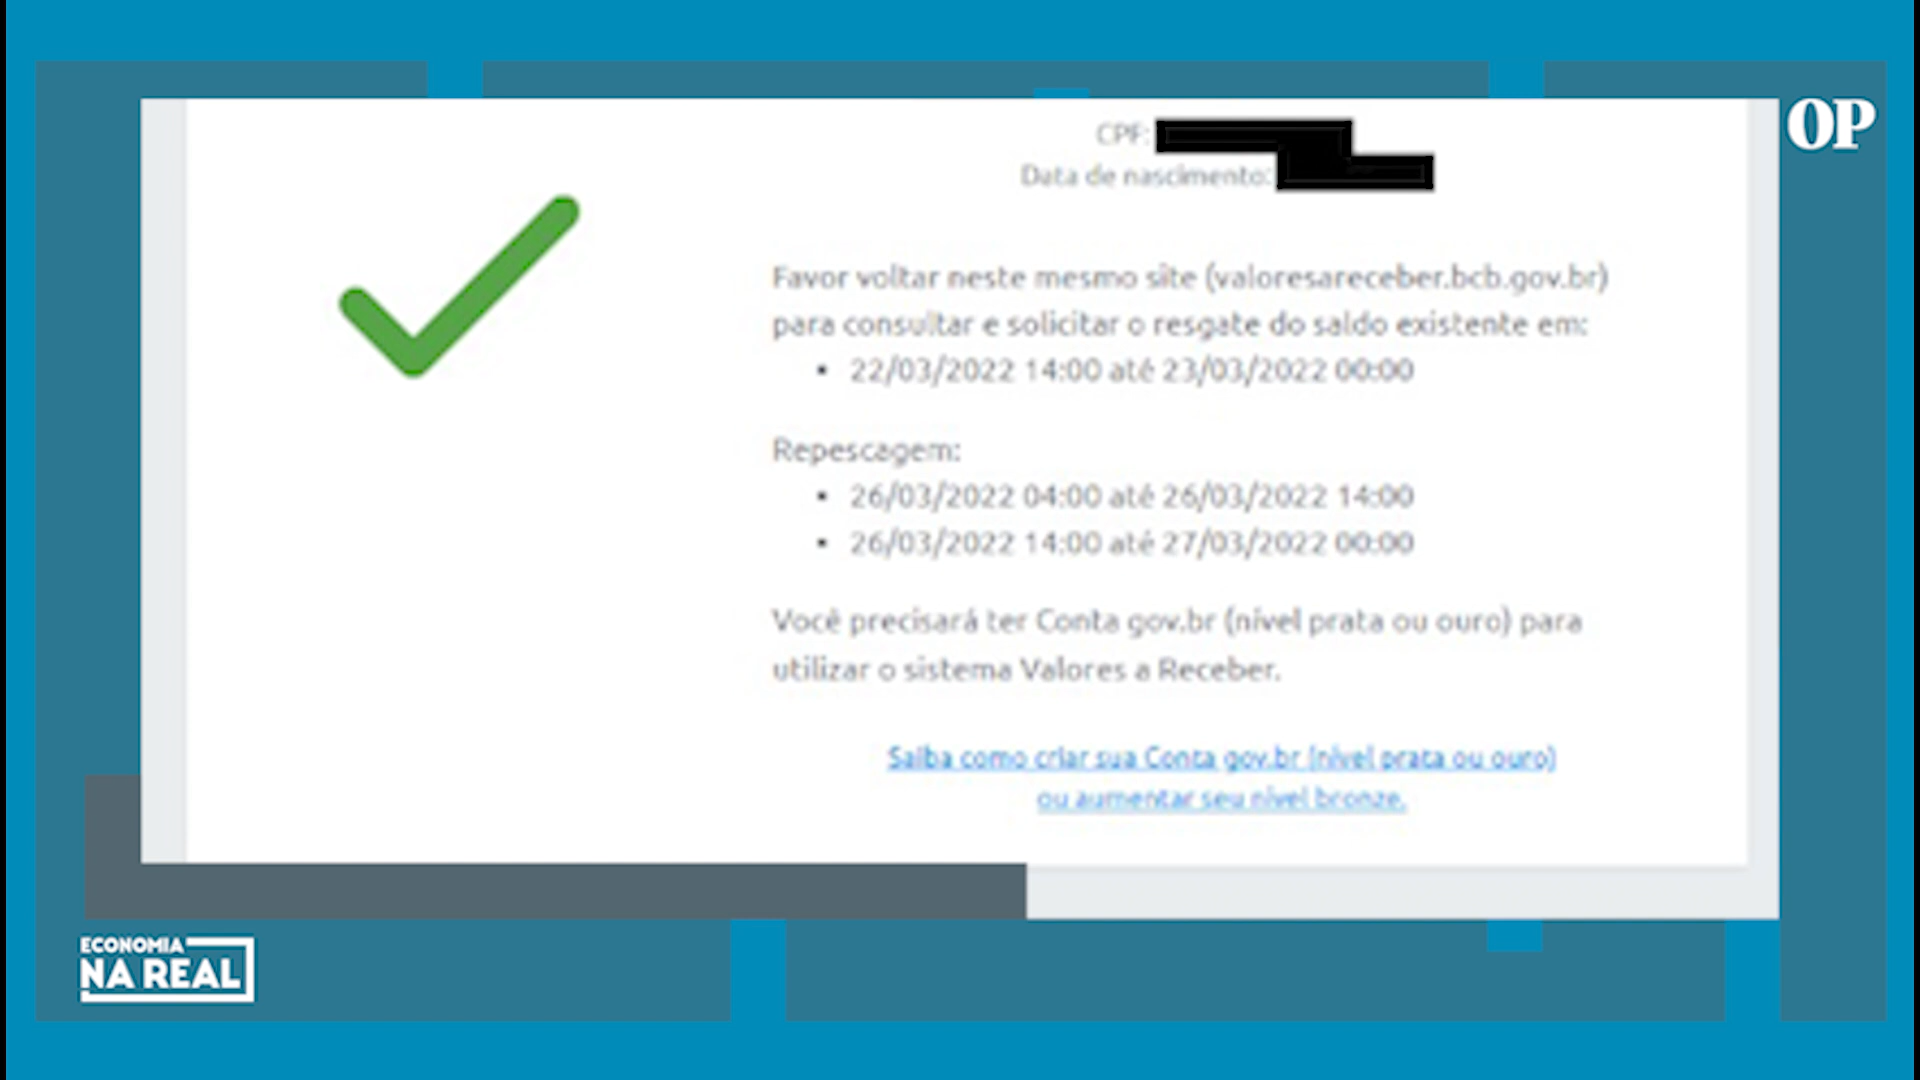 OP
CPF:
Data de nascimento:
Favor voltar neste mesmo site (valoresareceber.bcb.gov.br)
para consultar e solicitar o resgate do saldo existente em:
• 22/03/2022 14:00 até 23/03/2022 00:00
Repescagem:
• 26/03/2022 04:00 até 26/03/2022 14:00
• 26/03/2022 14:00 até 27/03/2022 00:00
Você precisará ter Conta gov.br (nível prata ou ouro) para
utilizar o sistema Valores a Receber.
Saiba como criar sua Conta gov.br (nível prata ou ouro)
ou aumentar seu nível bronze.
ECONOMIA
NA REAL